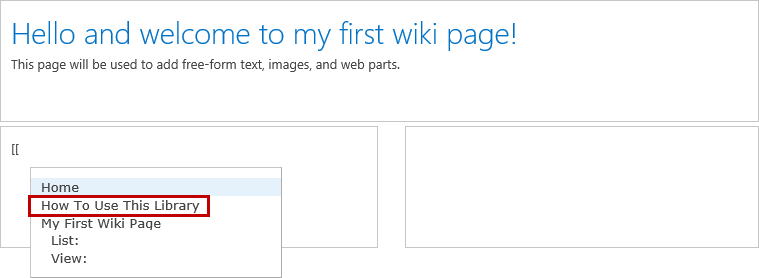 Hello and welcome to my first wiki page!
This page will be used to add free-form text, images, and web parts.
[[
Home
How To Use This Library
My First Wiki Page
List:
View: